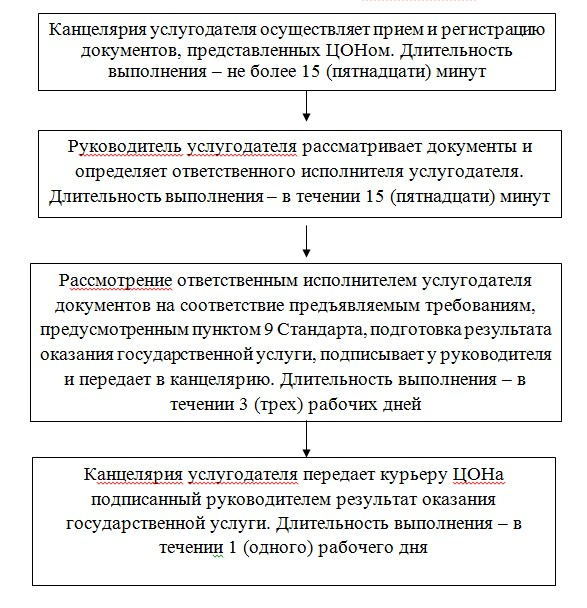 Канцелярия услугодателя осуществляет прием и регистрацию
документов, представленных ЦОНом. Длительность
выполнения – не более 15 (пятнадцати) минут
Руководитель услугодателя рассматривает документы и
определяет ответственного исполнителя услугодателя.
Длительность выполнения – в течении 15 (пятнадцати) минут
Рассмотрение ответственным исполнителем услугодателя
документов на соответствие предъявляемым требованиям,
предусмотренным пунктом 9 Стандарта, подготовка результата
оказания государственной услуги, подписывает у руководителя
и передает в канцелярию. Длительность выполнения – в
течении 3 (трех) рабочих дней
Канцелярия услугодателя передает курьеру ЦОНа
подписанный руководителем результат оказания
государственной услуги. Длительность выполнения – в
течении 1 (одного) рабочего дня